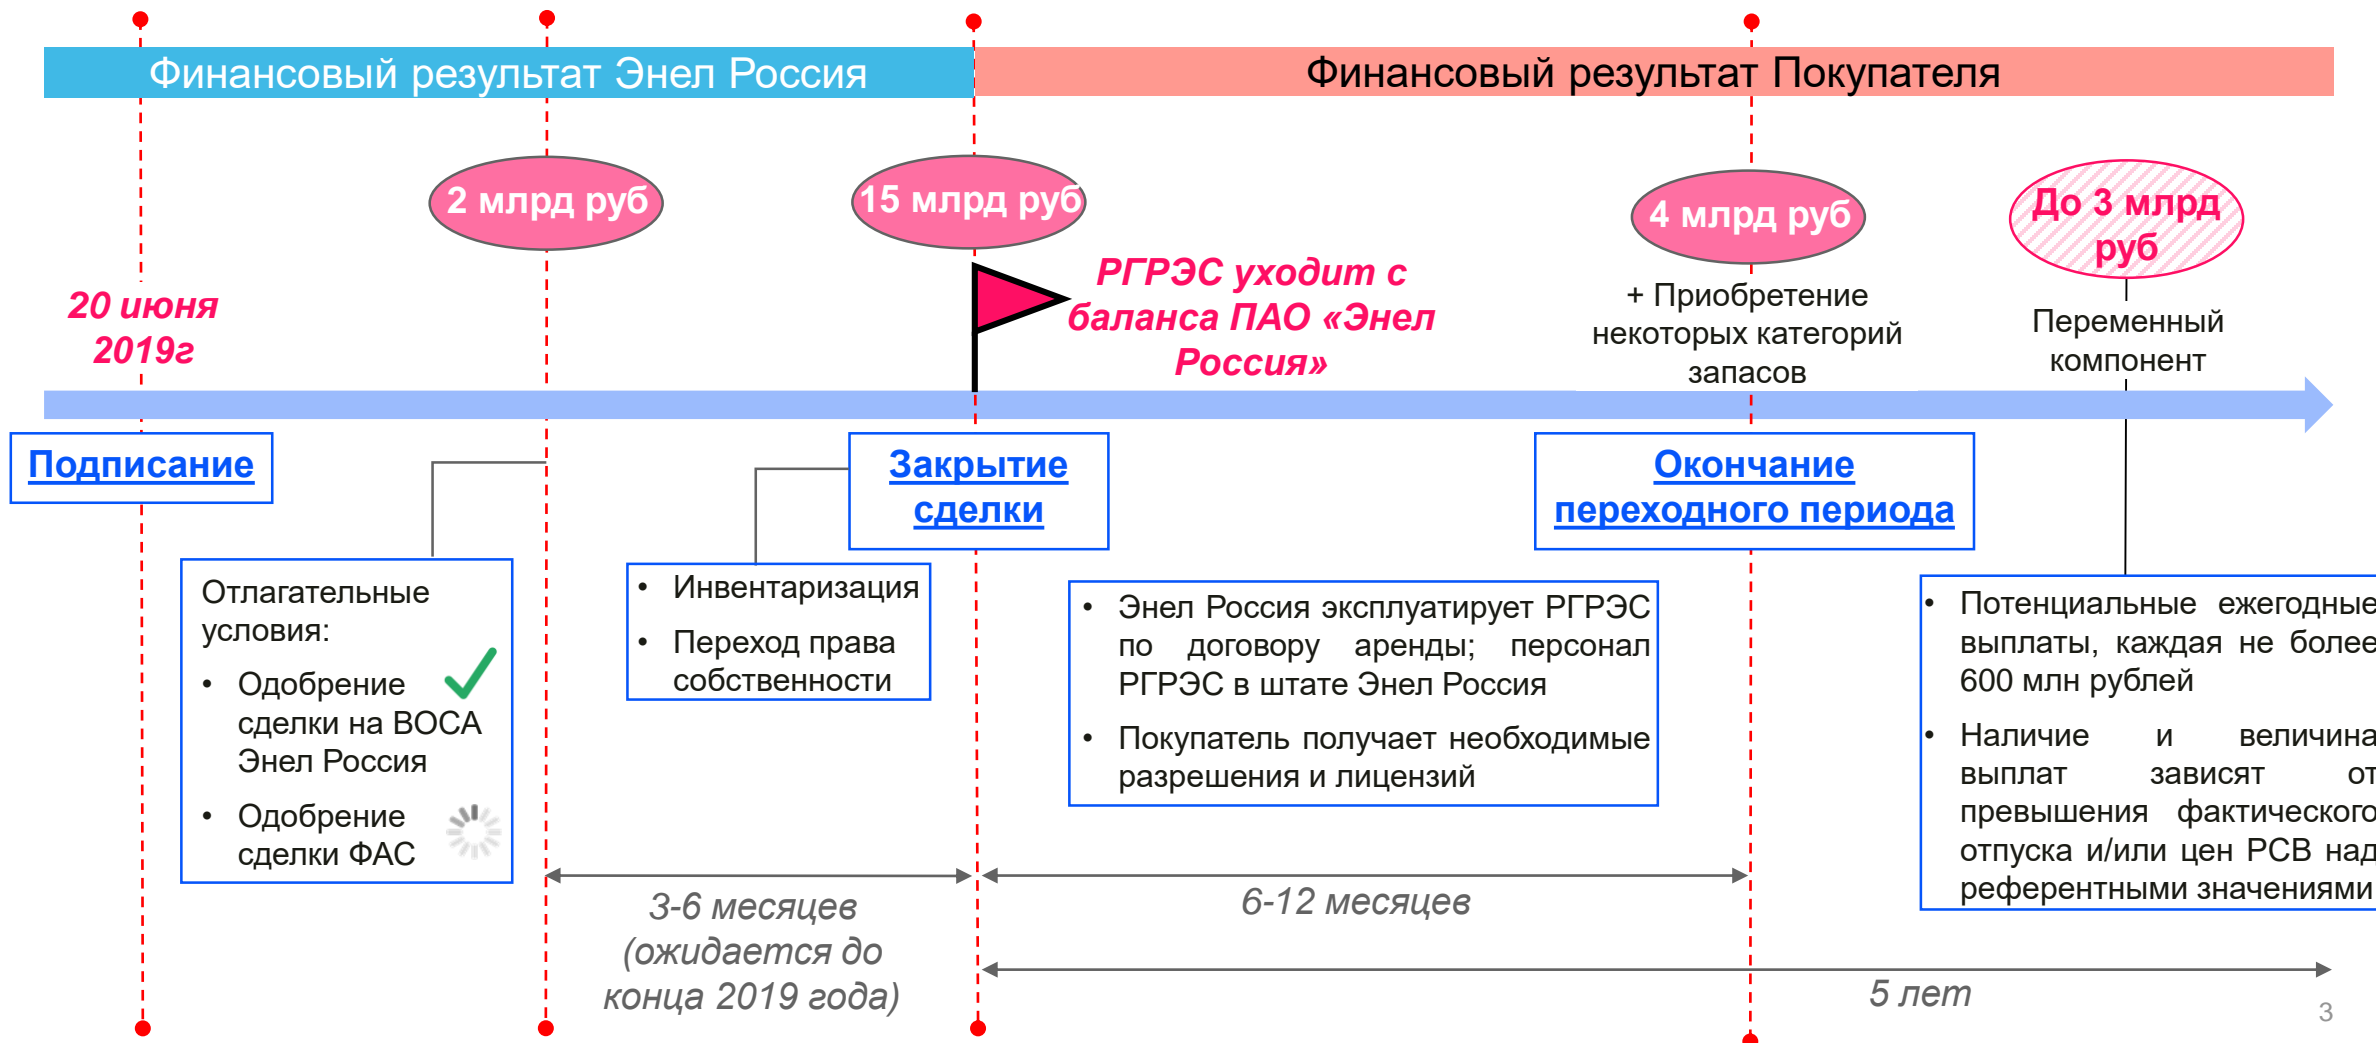 Финансовый результат Энел Россия
Финансовый результат Покупателя
2 млрд руб
15 млрд руб
4 млрд руб
До 3 млрд
руб
20 июня
2019г
РГРЭС уходит с
баланса ПАО «Энел
Россия»
+ Приобретение
некоторых категорий
запасов
Переменный
компонент
Подписание
Закрытие
сделки
Окончание
переходного периода
Отлагательные
условия:
• Одобрение
сделки на ВОСА
Энел Россия
• Одобрение
сделки ФАС
• Инвентаризация
• Переход права
собственности
• Энел Россия эксплуатирует РГРЭС
по договору аренды; персонал
РГРЭС в штате Энел Россия
• Покупатель получает необходимые
разрешения и лицензий
• Потенциальные ежегодные
выплаты, каждая не более
600 млн рублей
• Наличие и величина
выплат зависят от
превышения фактического
отпуска и/или цен РСВ над
референтными значениями
3-6 месяцев
(ожидается до
конца 2019 года)
6-12 месяцев
5 лет
3